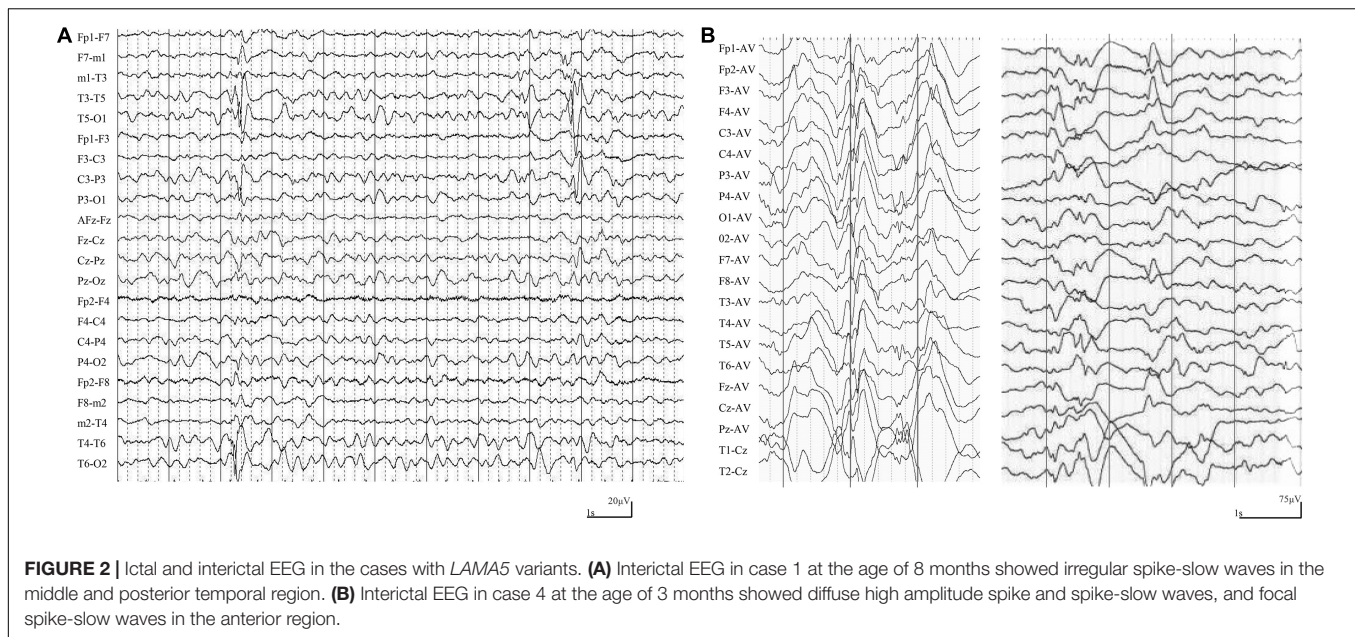 A
Fp1-F7
F7-m1
m1-T3
T3-T5
T5-O1
Fp1-F3
F3-C3
C3-P3
P3-O1
AFz-Fz
Fz-Cz
Cz-Pz
Pz-Oz
Fp2-F4
F4-C4
C4-P4
P4-O2
Fp2-F8
F8-m2
m2-T4
T4-T6
T6-O2
20μV
1s
B
Fp1-AV
Fp2-AV
F3-AV
F4-AV
C3-AV
C4-AV
P3-AV
P4-AV
O1-AV
02-AV
F7-AV
F8-AV
T3-AV
T4-AV
T5-AV
T6-AV
Fz-AV
Cz-AV
Pz-AV
T1-Cz
T2-Cz
75μV
1s
FIGURE 2 | Ictal and interictal EEG in the cases with LAMA5 variants. (A) Interictal EEG in case 1 at the age of 8 months showed irregular spike-slow waves in the
middle and posterior temporal region. (B) Interictal EEG in case 4 at the age of 3 months showed diffuse high amplitude spike and spike-slow waves, and focal
spike-slow waves in the anterior region.